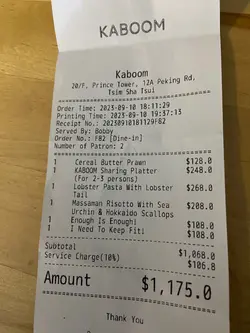 KABOOM
Kaboom
20/F, Prince Tower, 12A Peking Rd.
Tsim Sha Tsui
Order Time: 2023-09-10 18:11:29
Printing Time: 2023-09-10 19:37:13
Receipt No.: 20230910181129F82
Served By: Bobby
Order No.: F82 [Dine-in]
Number of Patron: 2
1 Cereal Butter Prawn $128.0
1 KABOOM Sharing Platter $248.0
(For 2-3 persons)
1 Lobster Pasta With Lobster $268.0
Tail
1 Massaman Risotto With Sea $208.0
Urchin & Hokkaido Scallops
1 Enough Is Enough! $108.0
1 I Need To Keep Fit! $108.0
Subtotal $1,068.0
Service Charge(10%) $106.8
Amount $1,175.0
Thank You